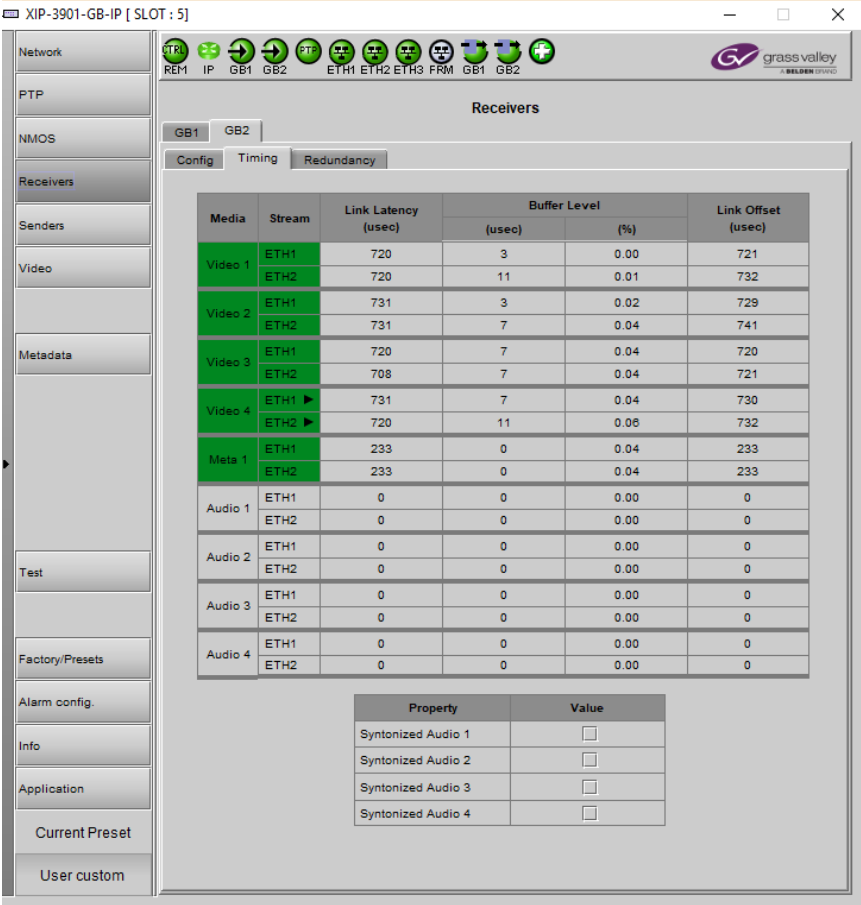 XIP-3901-GB-IP [ SLOT : 5]
CTRL PTP
REM IP GB1 GB2 ETH1 ETH2 ETH3 FRM GB1 GB2
GV grassvalley
A BELDEN BRAND
Network
PTP
NMOS
Receivers
Senders
Video
Metadata
Test
Factory/Presets
Alarm config.
Info
Application
Current Preset
User custom
Receivers
GB1 GB2
Config Timing Redundancy
Media Stream Link Latency (usec) Buffer Level Link Offset (usec)
(usec) (%)
Video 1 ETH1 720 3 0.00 721
ETH2 720 11 0.01 732
Video 2 ETH1 731 3 0.02 729
ETH2 731 7 0.04 741
Video 3 ETH1 720 7 0.04 720
ETH2 708 7 0.04 721
Video 4 ETH1 ▶ 731 7 0.04 730
ETH2 ▶ 720 11 0.06 732
Meta 1 ETH1 233 0 0.04 233
ETH2 233 0 0.04 233
Audio 1 ETH1 0 0 0.00 0
ETH2 0 0 0.00 0
Audio 2 ETH1 0 0 0.00 0
ETH2 0 0 0.00 0
Audio 3 ETH1 0 0 0.00 0
ETH2 0 0 0.00 0
Audio 4 ETH1 0 0 0.00 0
ETH2 0 0 0.00 0
Property Value
Syntonized Audio 1
Syntonized Audio 2
Syntonized Audio 3
Syntonized Audio 4